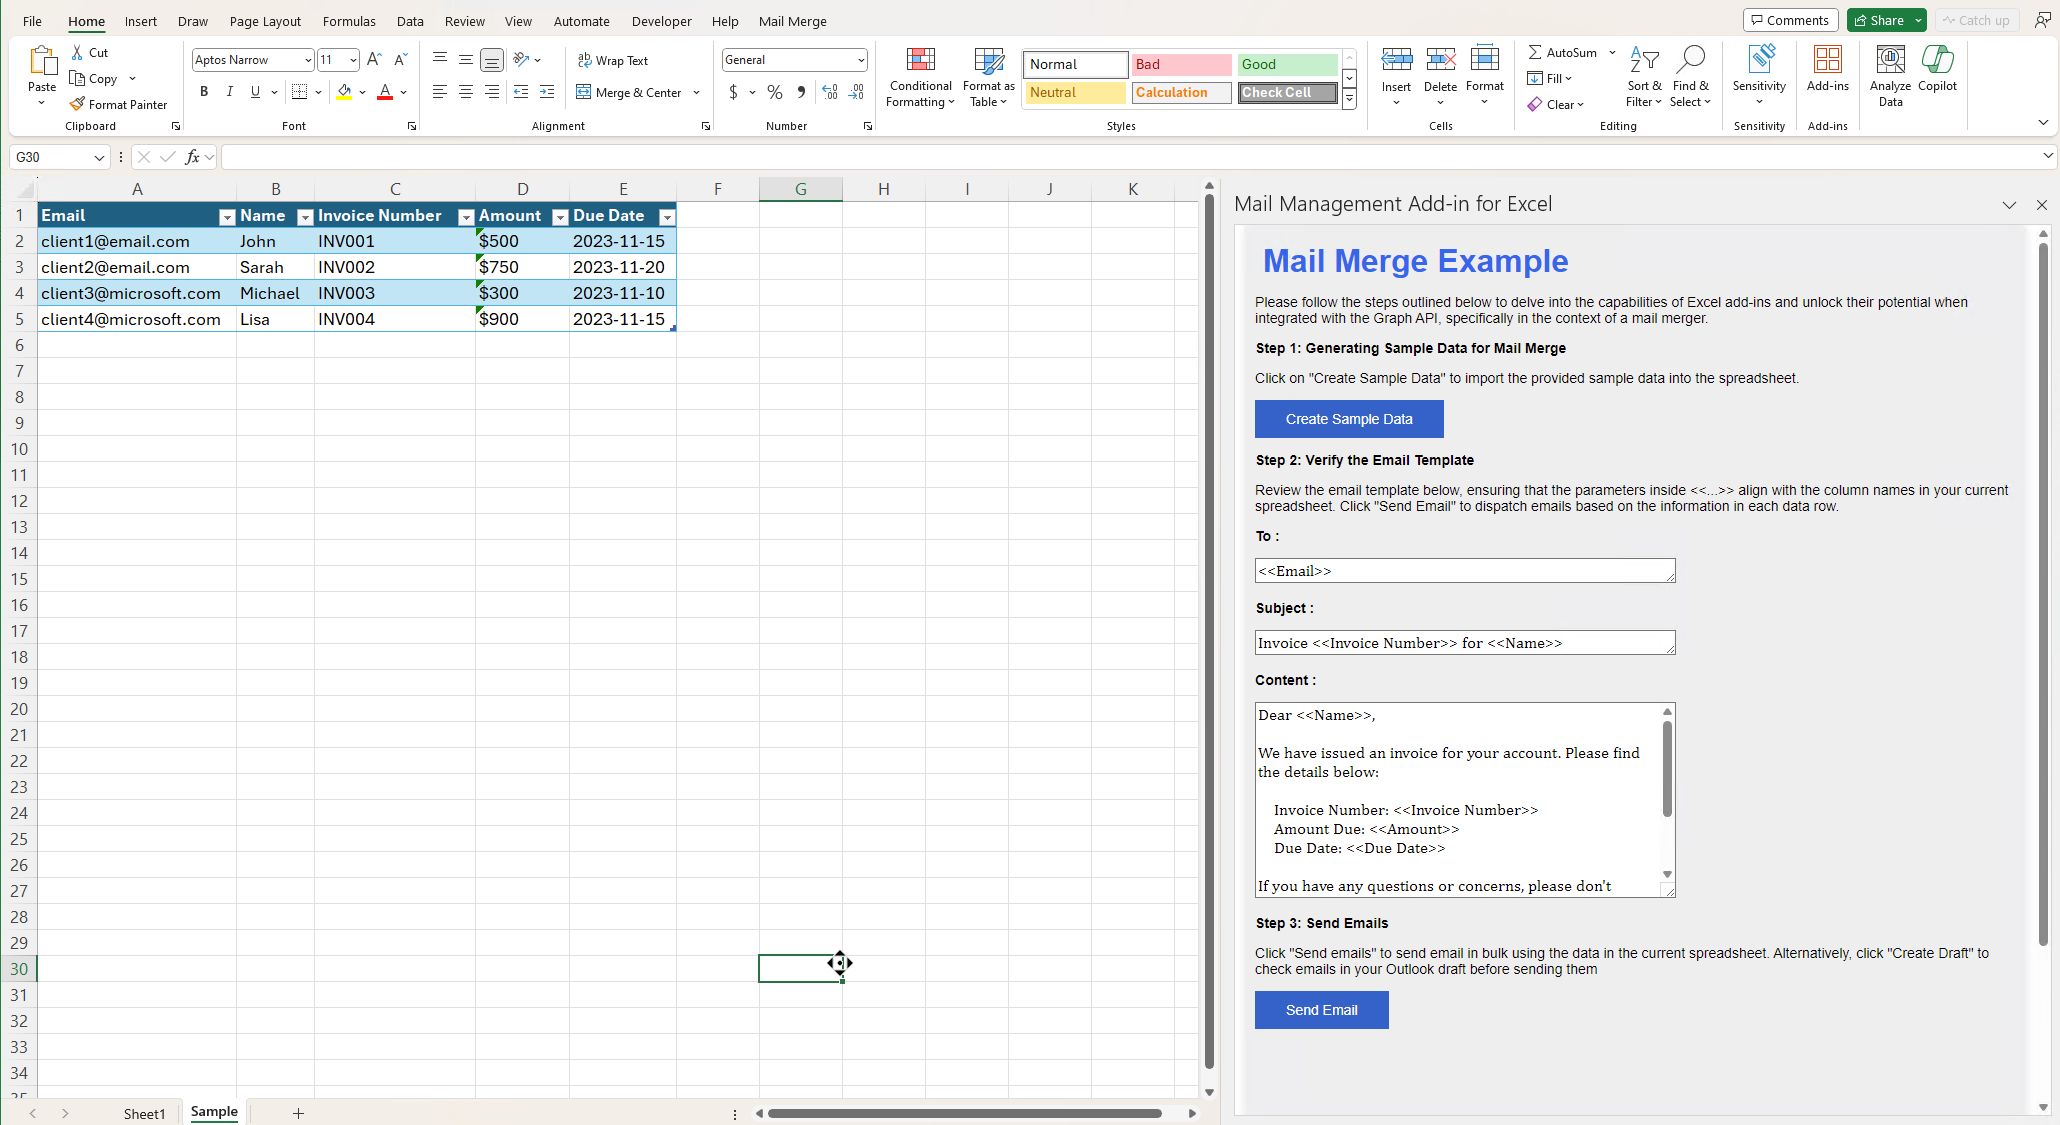 File Home Insert Draw Page Layout Formulas Data Review View Automate Developer Help Mail Merge
Comments Share Catch up
Paste
Cut
Copy
Format Painter
Clipboard
Aptos Narrow 11
B I U
Font
Wrap Text
Merge & Center
Alignment
General
$ % ,
Number
Conditional Formatting
Format as Table
Normal Bad Good
Neutral Calculation Check Cell
Styles
Insert Delete Format
Cells
AutoSum
Fill
Clear
Sort & Filter
Find & Select
Editing
Sensitivity
Sensitivity
Add-ins
Add-ins
Analyze Data
Copilot
G30 fx
A B C D E F G H I J K
1 Email Name Invoice Number Amount Due Date
2 client1@email.com John INV001 $500 2023-11-15
3 client2@email.com Sarah INV002 $750 2023-11-20
4 client3@microsoft.com Michael INV003 $300 2023-11-10
5 client4@microsoft.com Lisa INV004 $900 2023-11-15
6
7
8
9
10
11
12
13
14
15
16
17
18
19
20
21
22
23
24
25
26
27
28
29
30
31
32
33
34
35
Sheet1 Sample
Mail Management Add-in for Excel
Mail Merge Example
Please follow the steps outlined below to delve into the capabilities of Excel add-ins and unlock their potential when
integrated with the Graph API, specifically in the context of a mail merger.
Step 1: Generating Sample Data for Mail Merge
Click on "Create Sample Data" to import the provided sample data into the spreadsheet.
Create Sample Data
Step 2: Verify the Email Template
Review the email template below, ensuring that the parameters inside <<...>> align with the column names in your current
spreadsheet. Click "Send Email" to dispatch emails based on the information in each data row.
To :
<<Email>>
Subject :
Invoice <<Invoice Number>> for <<Name>>
Content :
Dear <<Name>>,
We have issued an invoice for your account. Please find
the details below:
Invoice Number: <<Invoice Number>>
Amount Due: <<Amount>>
Due Date: <<Due Date>>
If you have any questions or concerns, please don't
Step 3: Send Emails
Click "Send emails" to send email in bulk using the data in the current spreadsheet. Alternatively, click "Create Draft" to
check emails in your Outlook draft before sending them
Send Email